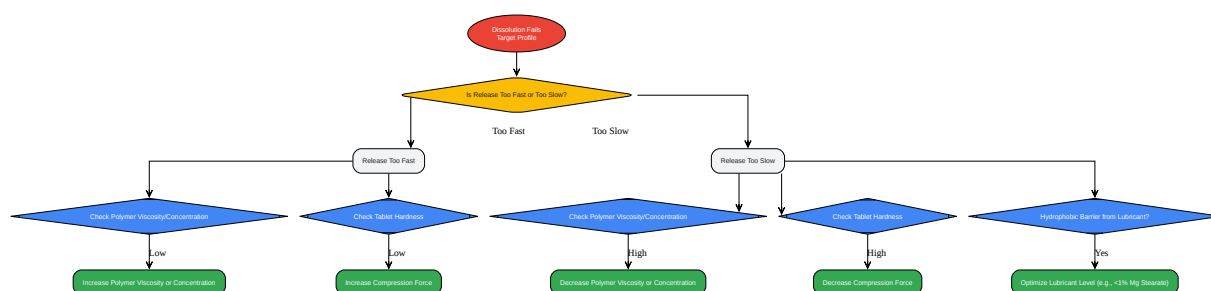 Dissolution Fails
Target Profile
Is Release Too Fast or Too Slow?
Too Fast
Too Slow
Release Too Fast
Release Too Slow
Check Polymer Viscosity/Concentration
Check Tablet Hardness
Check Polymer Viscosity/Concentration
Check Tablet Hardness
Hydrophobic Barrier from Lubricant?
Low
Low
High
High
Yes
Increase Polymer Viscosity or Concentration
Increase Compression Force
Decrease Polymer Viscosity or Concentration
Decrease Compression Force
Optimize Lubricant Level (e.g., <1% Mg Stearate)